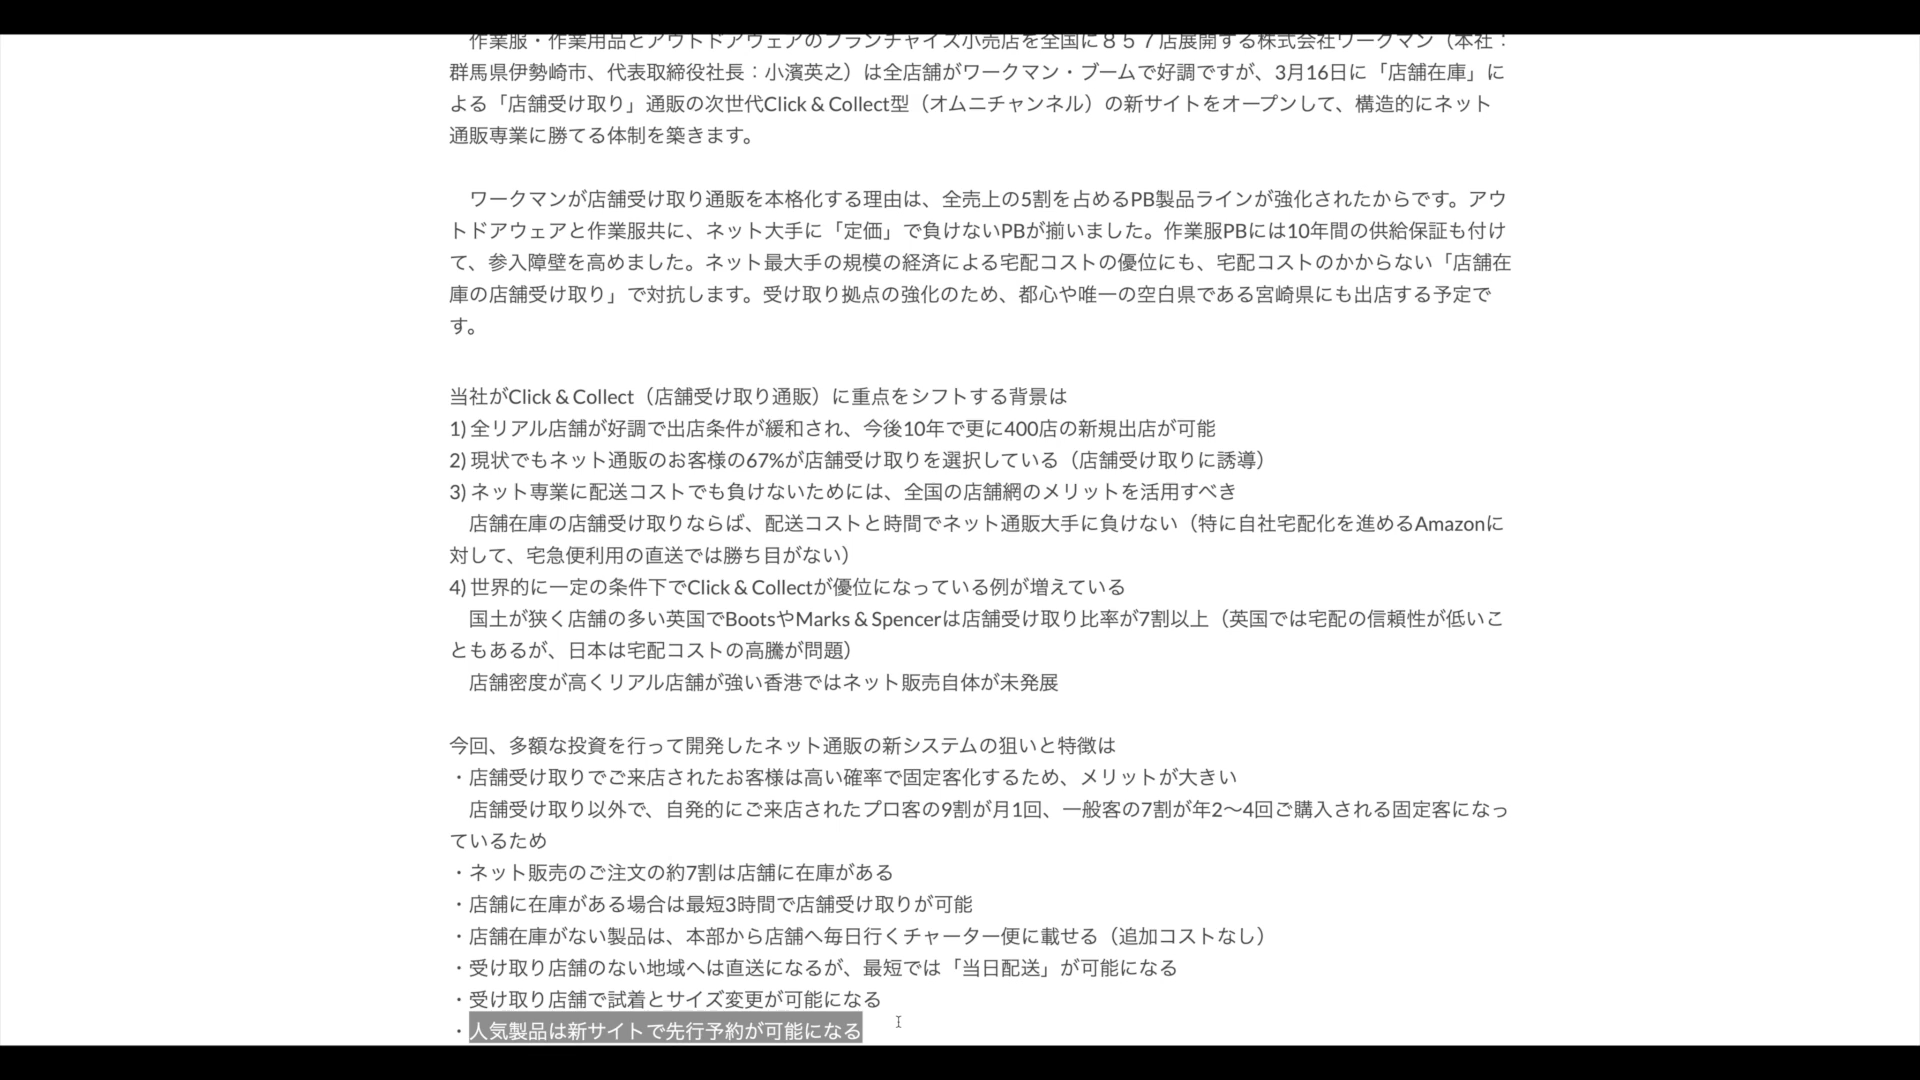 作業服・作業用品とアウトドアウェアのフランチャイズ小売店を全国に８５７店展開する株式会社ワークマン（本社：
群馬県伊勢崎市、代表取締役社長：小濱英之）は全店舗がワークマン・ブームで好調ですが、3月16日に「店舗在庫」に
よる「店舗受け取り」通販の次世代Click & Collect型（オムニチャンネル）の新サイトをオープンして、構造的にネット
通販専業に勝てる体制を築きます。
ワークマンが店舗受け取り通販を本格化する理由は、全売上の5割を占めるPB製品ラインが強化されたからです。アウ
トドアウェアと作業服共に、ネット大手に「定価」で負けないPBが揃いました。作業服PBには10年間の供給保証も付け
て、参入障壁を高めました。ネット最大手の規模の経済による宅配コストの優位にも、宅配コストのかからない「店舗在
庫の店舗受け取り」で対抗します。受け取り拠点の強化のため、都心や唯一の空白県である宮崎県にも出店する予定で
す。
当社がClick & Collect（店舗受け取り通販）に重点をシフトする背景は
1) 全リアル店舗が好調で出店条件が緩和され、今後10年で更に400店の新規出店が可能
2) 現状でもネット通販のお客様の67%が店舗受け取りを選択している（店舗受け取りに誘導）
3) ネット専業に配送コストでも負けないためには、全国の店舗網のメリットを活用すべき
店舗在庫の店舗受け取りならば、配送コストと時間でネット通販大手に負けない（特に自社宅配化を進めるAmazonに
対して、宅急便利用の直送では勝ち目がない）
4) 世界的に一定の条件下でClick & Collectが優位になっている例が増えている
国土が狭く店舗の多い英国でBootsやMarks & Spencerは店舗受け取り比率が7割以上（英国では宅配の信頼性が低いこ
ともあるが、日本は宅配コストの高騰が問題）
店舗密度が高くリアル店舗が強い香港ではネット販売自体が未発展
今回、多額な投資を行って開発したネット通販の新システムの狙いと特徴は
・店舗受け取りでご来店されたお客様は高い確率で固定客化するため、メリットが大きい
店舗受け取り以外で、自発的にご来店されたプロ客の9割が月1回、一般客の7割が年2〜4回ご購入される固定客になっ
ているため
・ネット販売のご注文の約7割は店舗に在庫がある
・店舗に在庫がある場合は最短3時間で店舗受け取りが可能
・店舗在庫がない製品は、本部から店舗へ毎日行くチャーター便に載せる（追加コストなし）
・受け取り店舗のない地域へは直送になるが、最短では「当日配送」が可能になる
・受け取り店舗で試着とサイズ変更が可能になる
・人気製品は新サイトで先行予約が可能になる